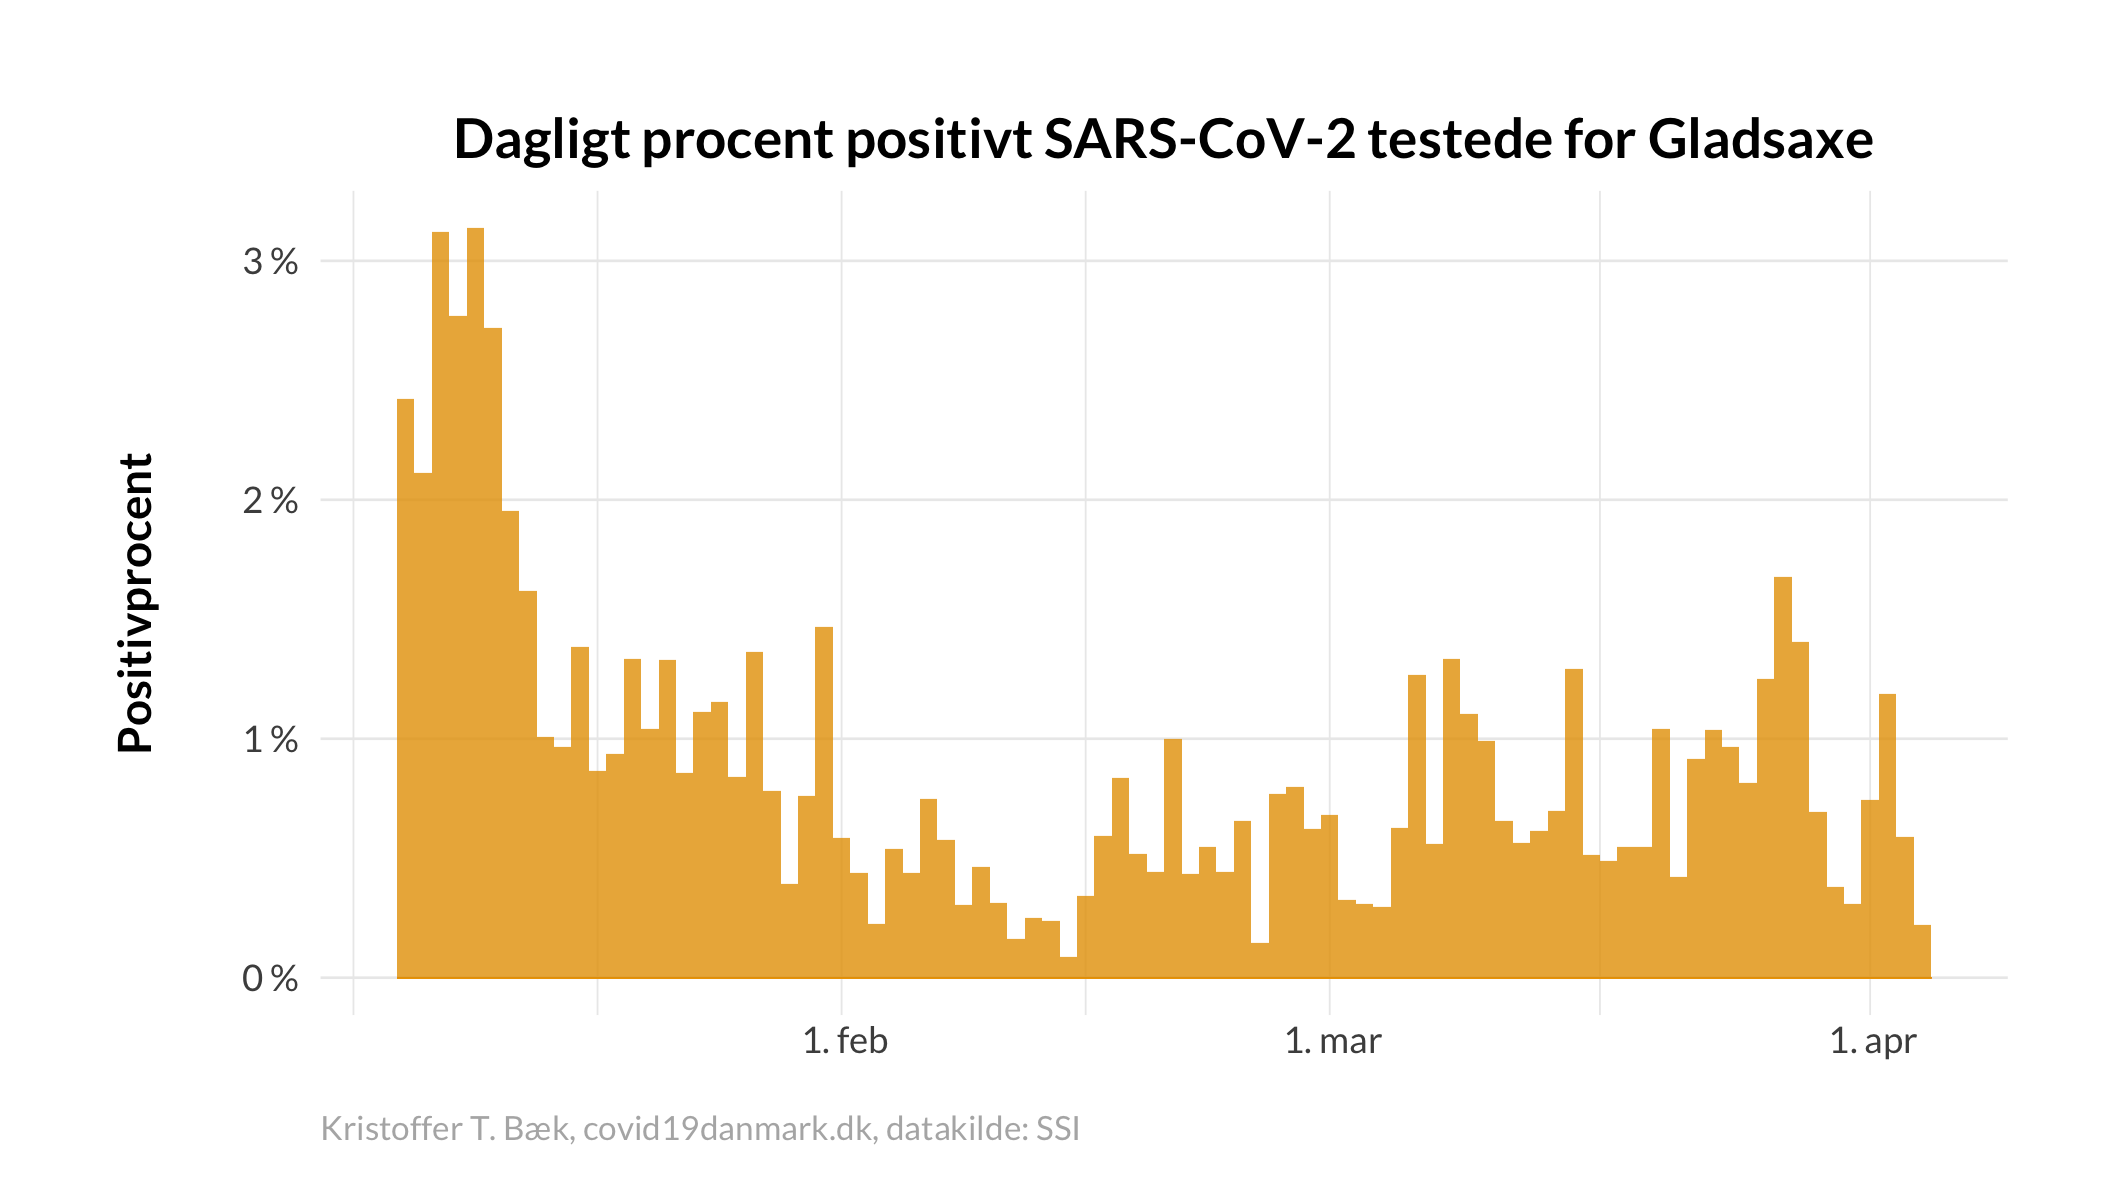 Dagligt procent positivt SARS-CoV-2 testede for Gladsaxe
Positivprocent
3 %
2 %
1 %
0 %
1. feb
1. mar
1. apr
Kristoffer T. Bæk, covid19danmark.dk, datakilde: SSI